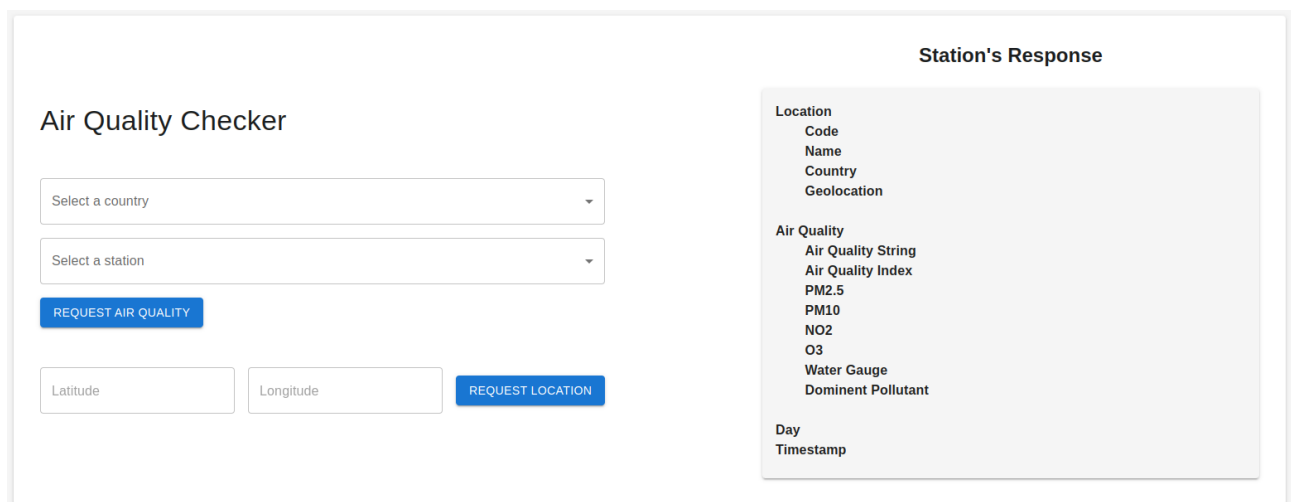 Air Quality Checker
Select a country
Select a station
REQUEST AIR QUALITY
Latitude
Longitude
REQUEST LOCATION
Station's Response
Location
Code
Name
Country
Geolocation
Air Quality
Air Quality String
Air Quality Index
PM2.5
PM10
NO2
O3
Water Gauge
Dominent Pollutant
Day
Timestamp